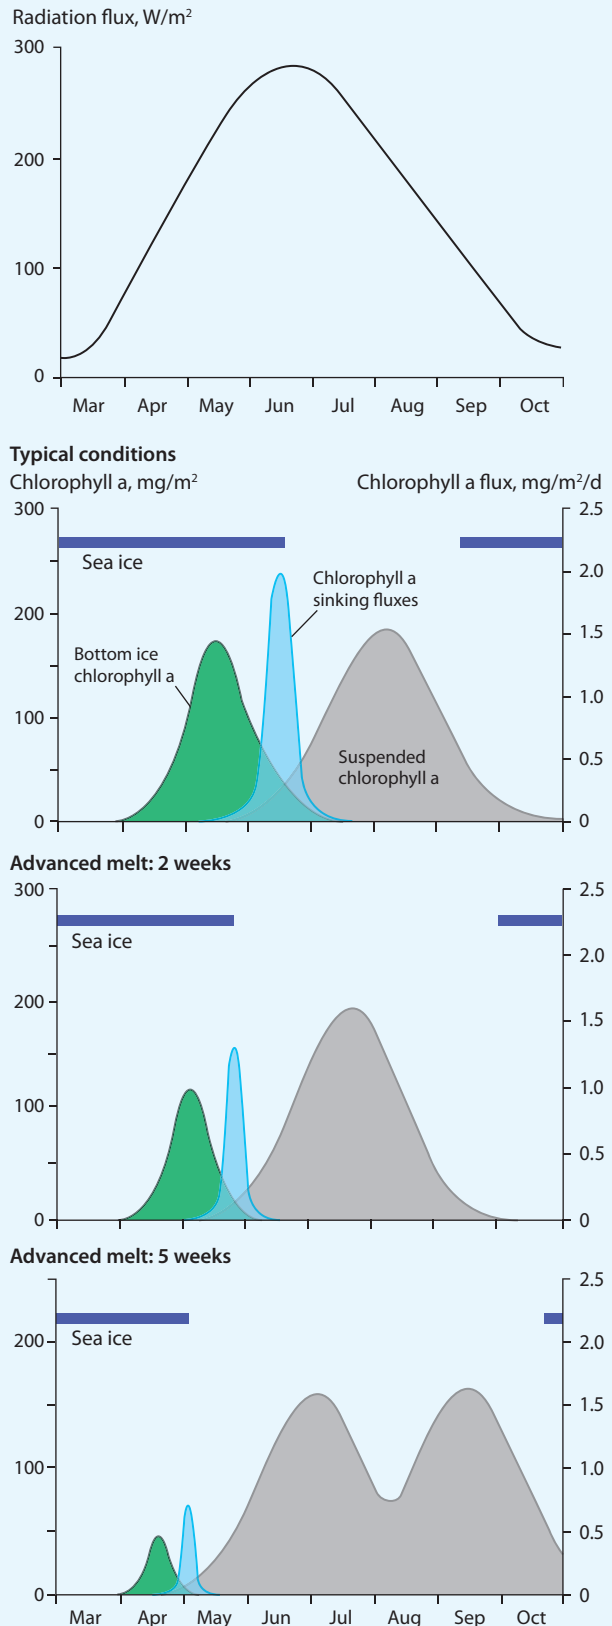 Radiation flux, W/m²
300
200
100
0
Mar Apr May Jun Jul Aug Sep Oct
Typical conditions
Chlorophyll a, mg/m² Chlorophyll a flux, mg/m²/d
300 2.5
Sea ice
Chlorophyll a
sinking fluxes
2.0
200
Bottom ice
chlorophyll a
1.5
100 1.0
Suspended
chlorophyll a
0.5
0 0
Advanced melt: 2 weeks
300 2.5
Sea ice
2.0
200 1.5
100 1.0
0.5
0 0
Advanced melt: 5 weeks
2.5
Sea ice
200 2.0
1.5
100 1.0
0.5
0 0
Mar Apr May Jun Jul Aug Sep Oct